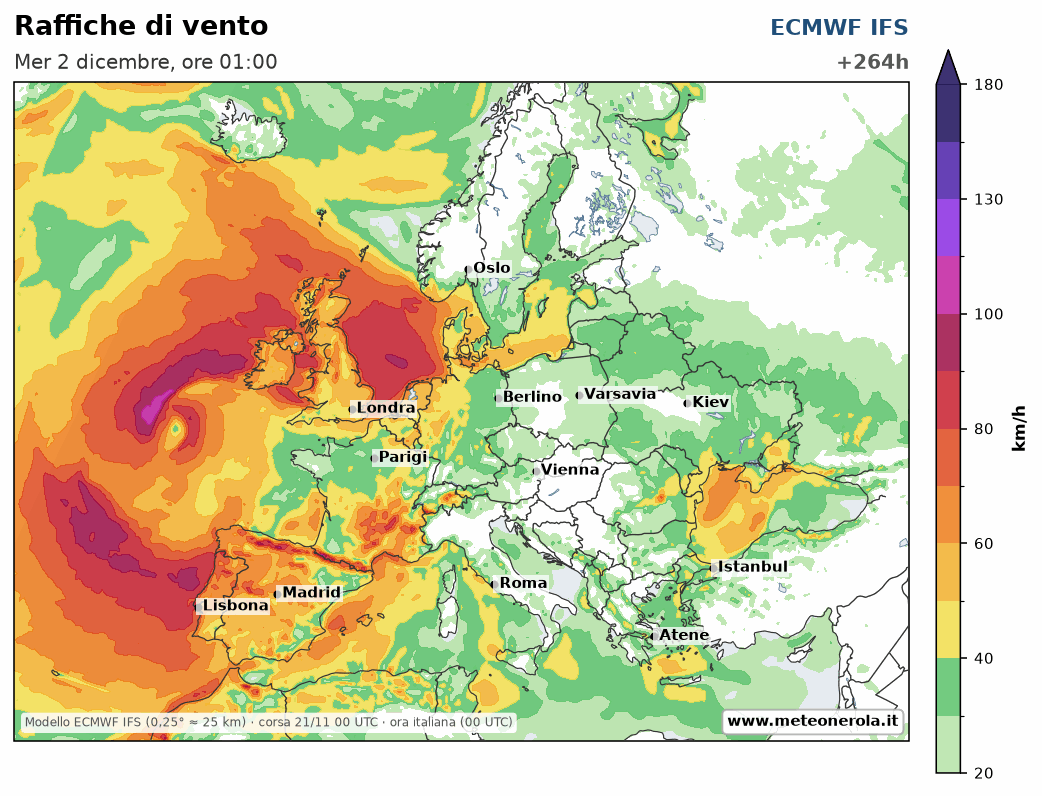 Raffiche di vento
ECMWF IFS
Mer 2 dicembre, ore 01:00
+264h
180
130
100
80
60
40
20
km/h
Oslo
Berlino
Varsavia
Kiev
Londra
Parigi
Vienna
Istanbul
Roma
Madrid
Lisbona
Atene
Modello ECMWF IFS (0,25° ≈ 25 km) · corsa 21/11 00 UTC · ora italiana (00 UTC)
www.meteonerola.it